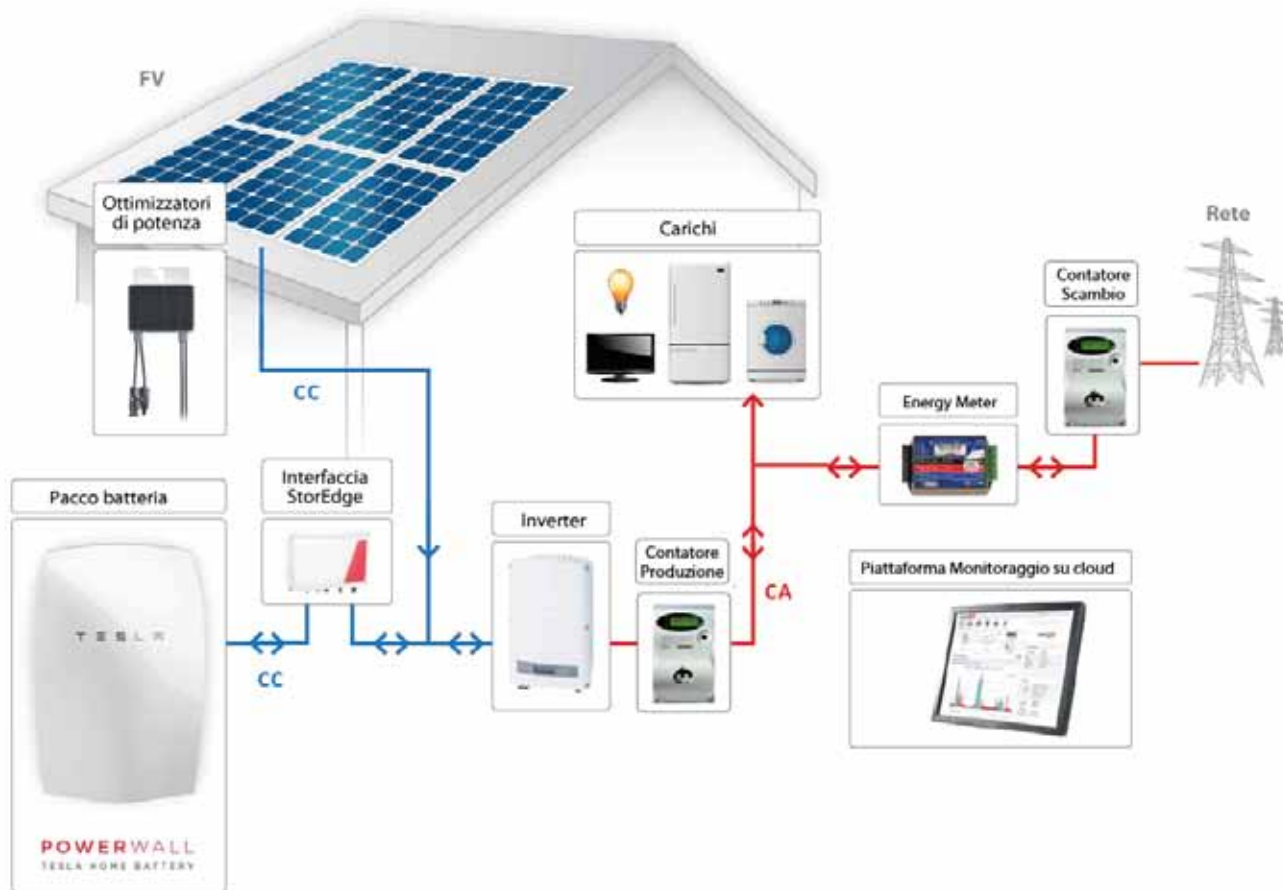 FV
Ottimizzatori
di potenza
Carichi
Rete
Contatore
Scambio
CC
Energy Meter
Interfaccia
StorEdge
Pacco batteria
Inverter
Contatore
Produzione
CA
Piattaforma Monitoraggio su cloud
TESLA
CC
POWERWALL
TESLA HOME BATTERY